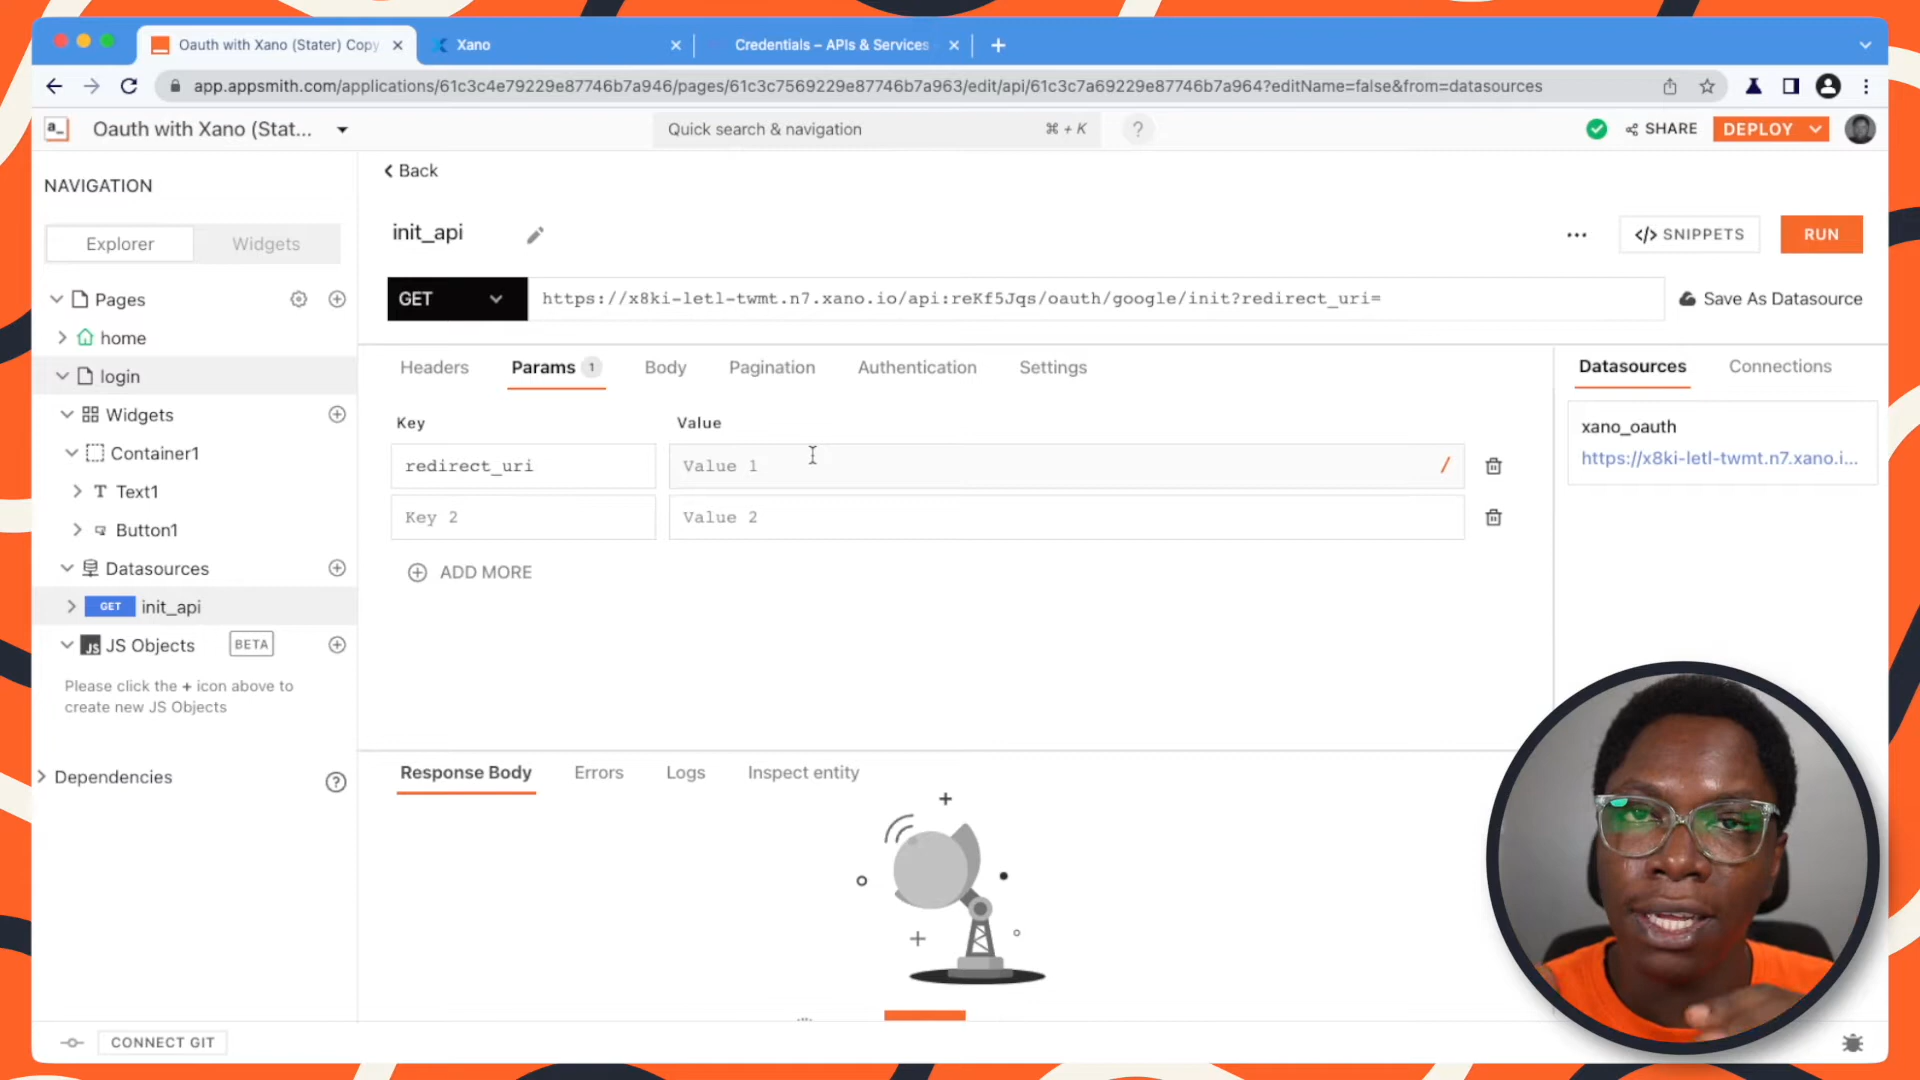 Oauth with Xano (Stater) Copy
Xano
Credentials – APIs & Services
app.appsmith.com/applications/61c3c4e79229e87746b7a946/pages/61c3c7569229e87746b7a963/edit/api/61c3c7a69229e87746b7a964?editName=false&from=datasources
a_
Oauth with Xano (Stat...
Quick search & navigation
⌘ + K
?
SHARE
DEPLOY
NAVIGATION
Explorer
Widgets
Pages
home
login
Widgets
Container1
Text1
Button1
Datasources
GET init_api
JS JS Objects
BETA
Please click the + icon above to
create new JS Objects
Dependencies
?
CONNECT GIT
Back
init_api
</> SNIPPETS
RUN
GET
https://x8ki-letl-twmt.n7.xano.io/api:reKf5Jqs/oauth/google/init?redirect_uri=
Save As Datasource
Headers
Params 1
Body
Pagination
Authentication
Settings
Key
Value
redirect_uri
Value 1
/
Key 2
Value 2
ADD MORE
Datasources
Connections
xano_oauth
https://x8ki-letl-twmt.n7.xano.i...
Response Body
Errors
Logs
Inspect entity